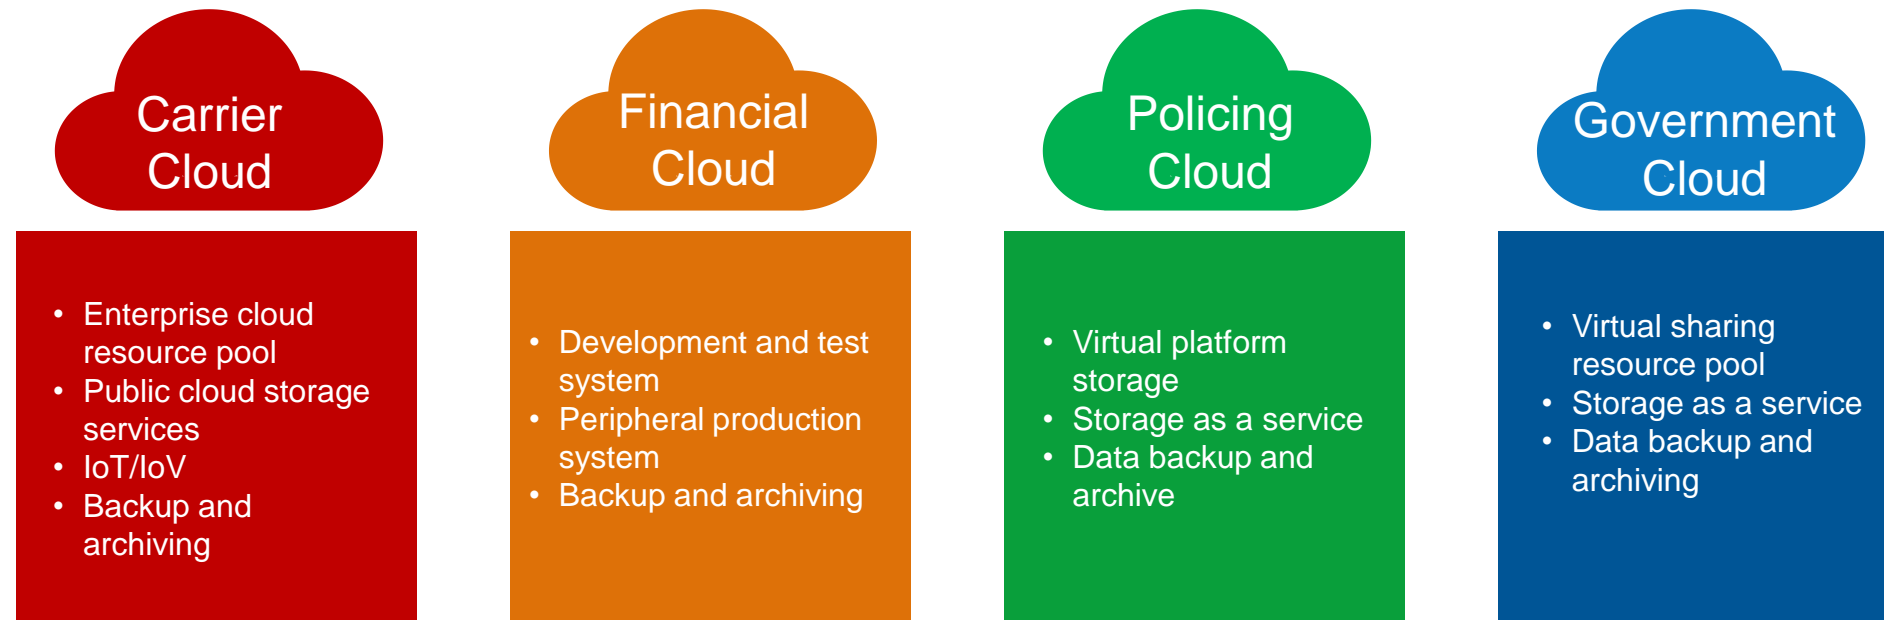 Carrier
Cloud
• Enterprise cloud
resource pool
• Public cloud storage
services
• IoT/IoV
• Backup and
archiving
Financial
Cloud
• Development and test
system
• Peripheral production
system
• Backup and archiving
Policing
Cloud
• Virtual platform
storage
• Storage as a service
• Data backup and
archive
Government
Cloud
• Virtual sharing
resource pool
• Storage as a service
• Data backup and
archiving